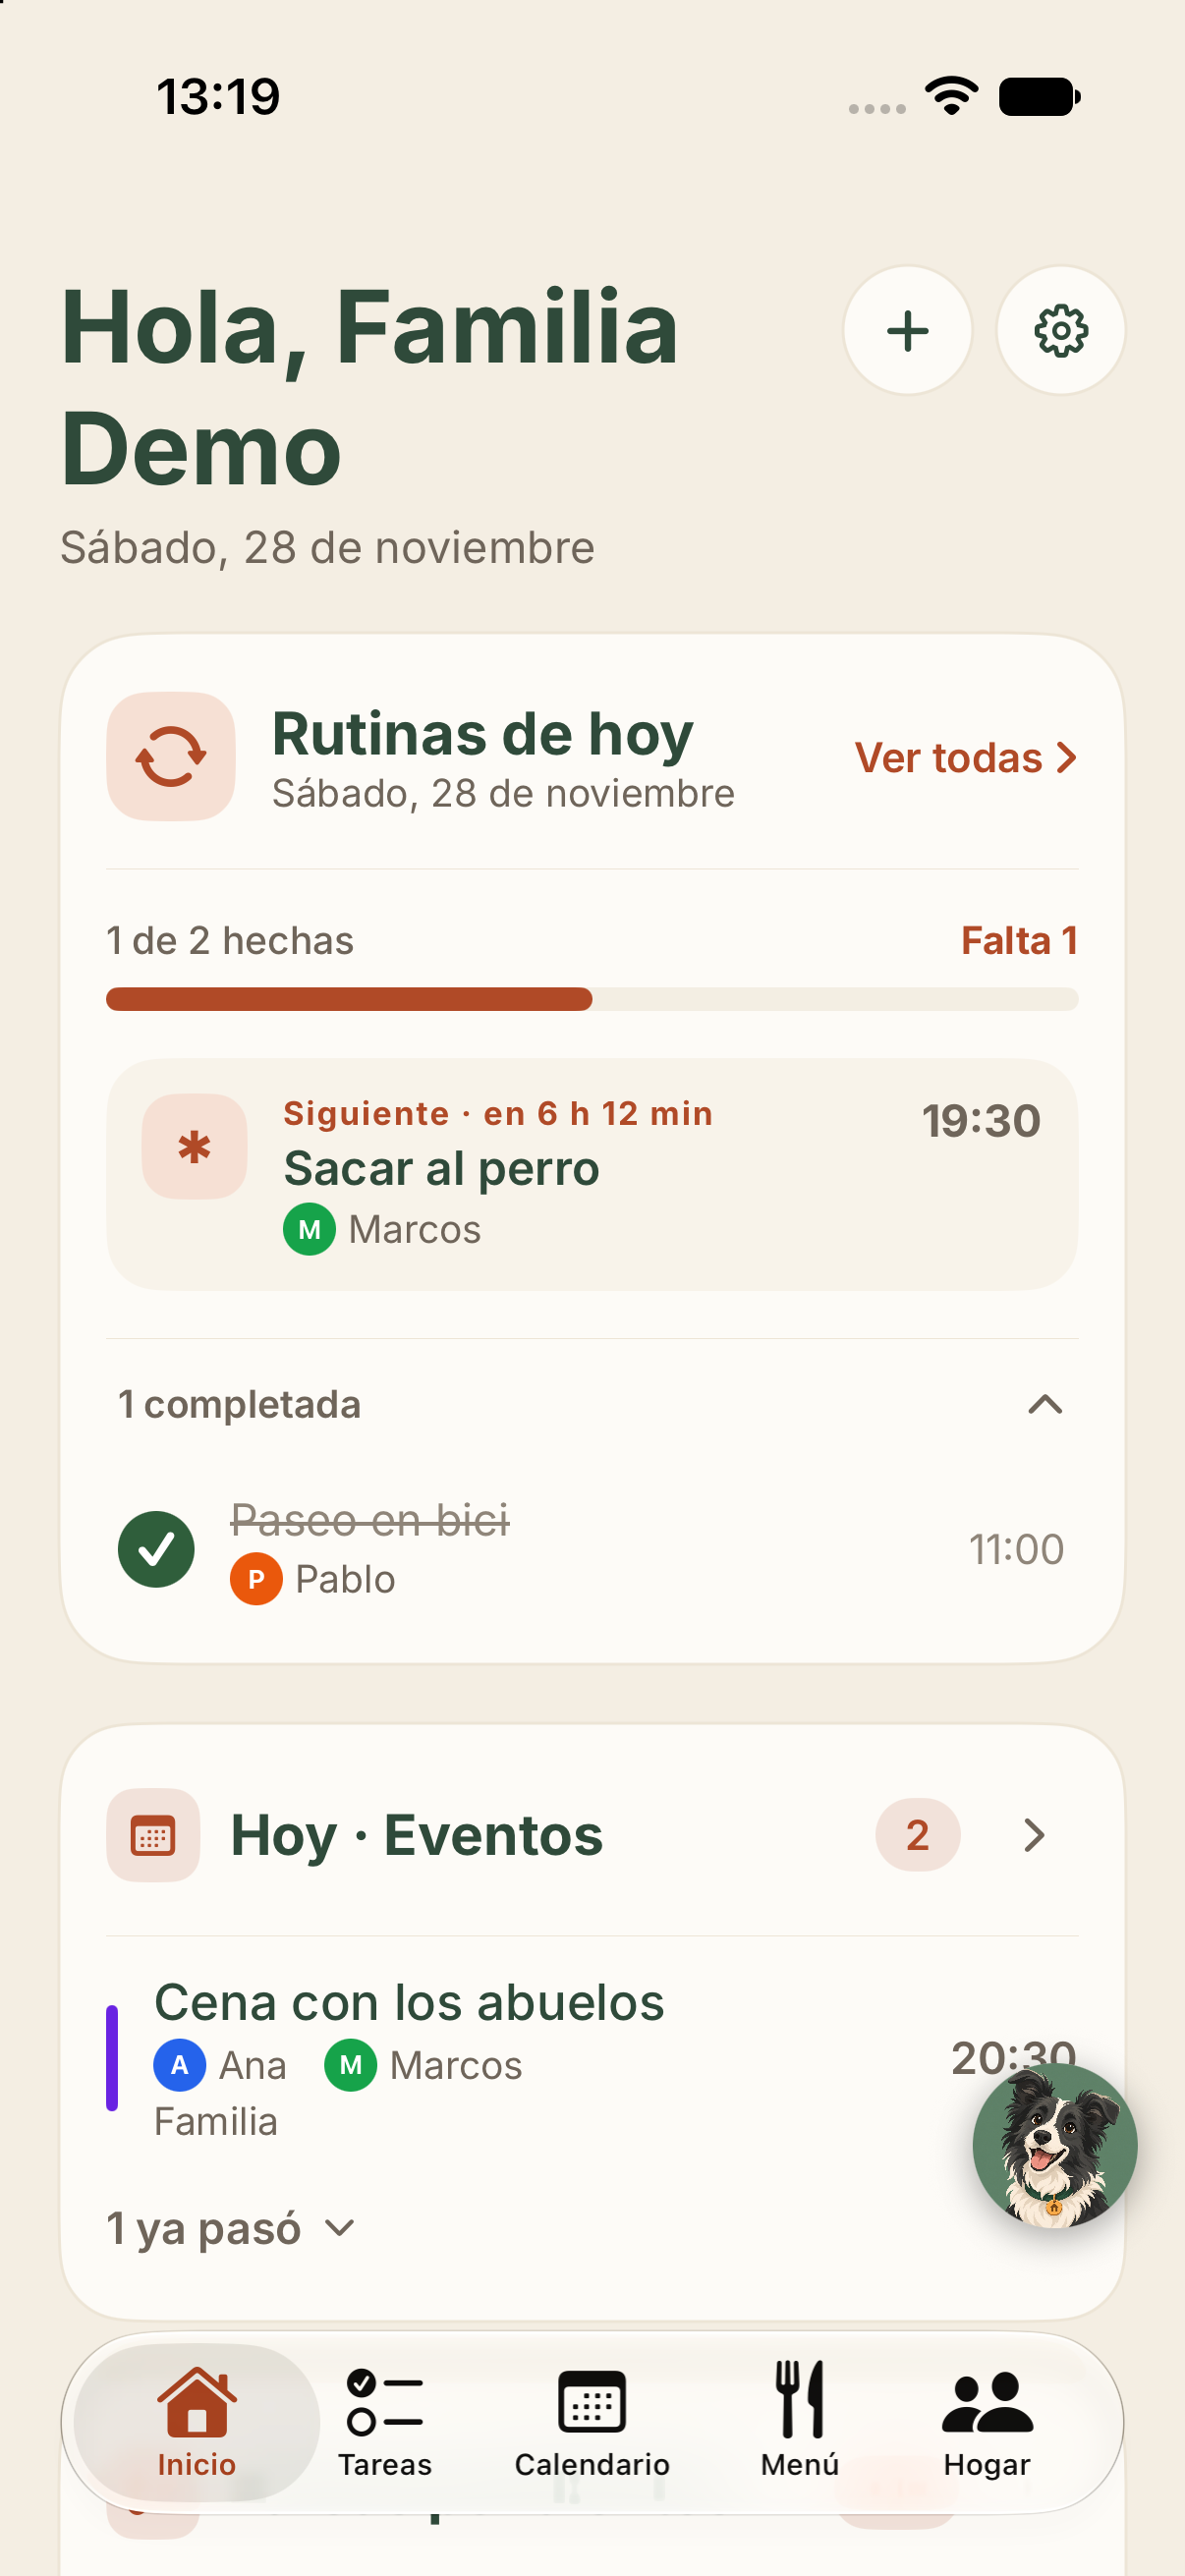 13:19
Hola, Familia
Demo
Sábado, 28 de noviembre
Rutinas de hoy
Sábado, 28 de noviembre
Ver todas
1 de 2 hechas
Falta 1
Siguiente · en 6 h 12 min
19:30
Sacar al perro
M Marcos
1 completada
Paseo en bici
P Pablo
11:00
Hoy · Eventos
2
Cena con los abuelos
A Ana M Marcos
20:30
Familia
1 ya pasó
Inicio
Tareas
Calendario
Menú
Hogar